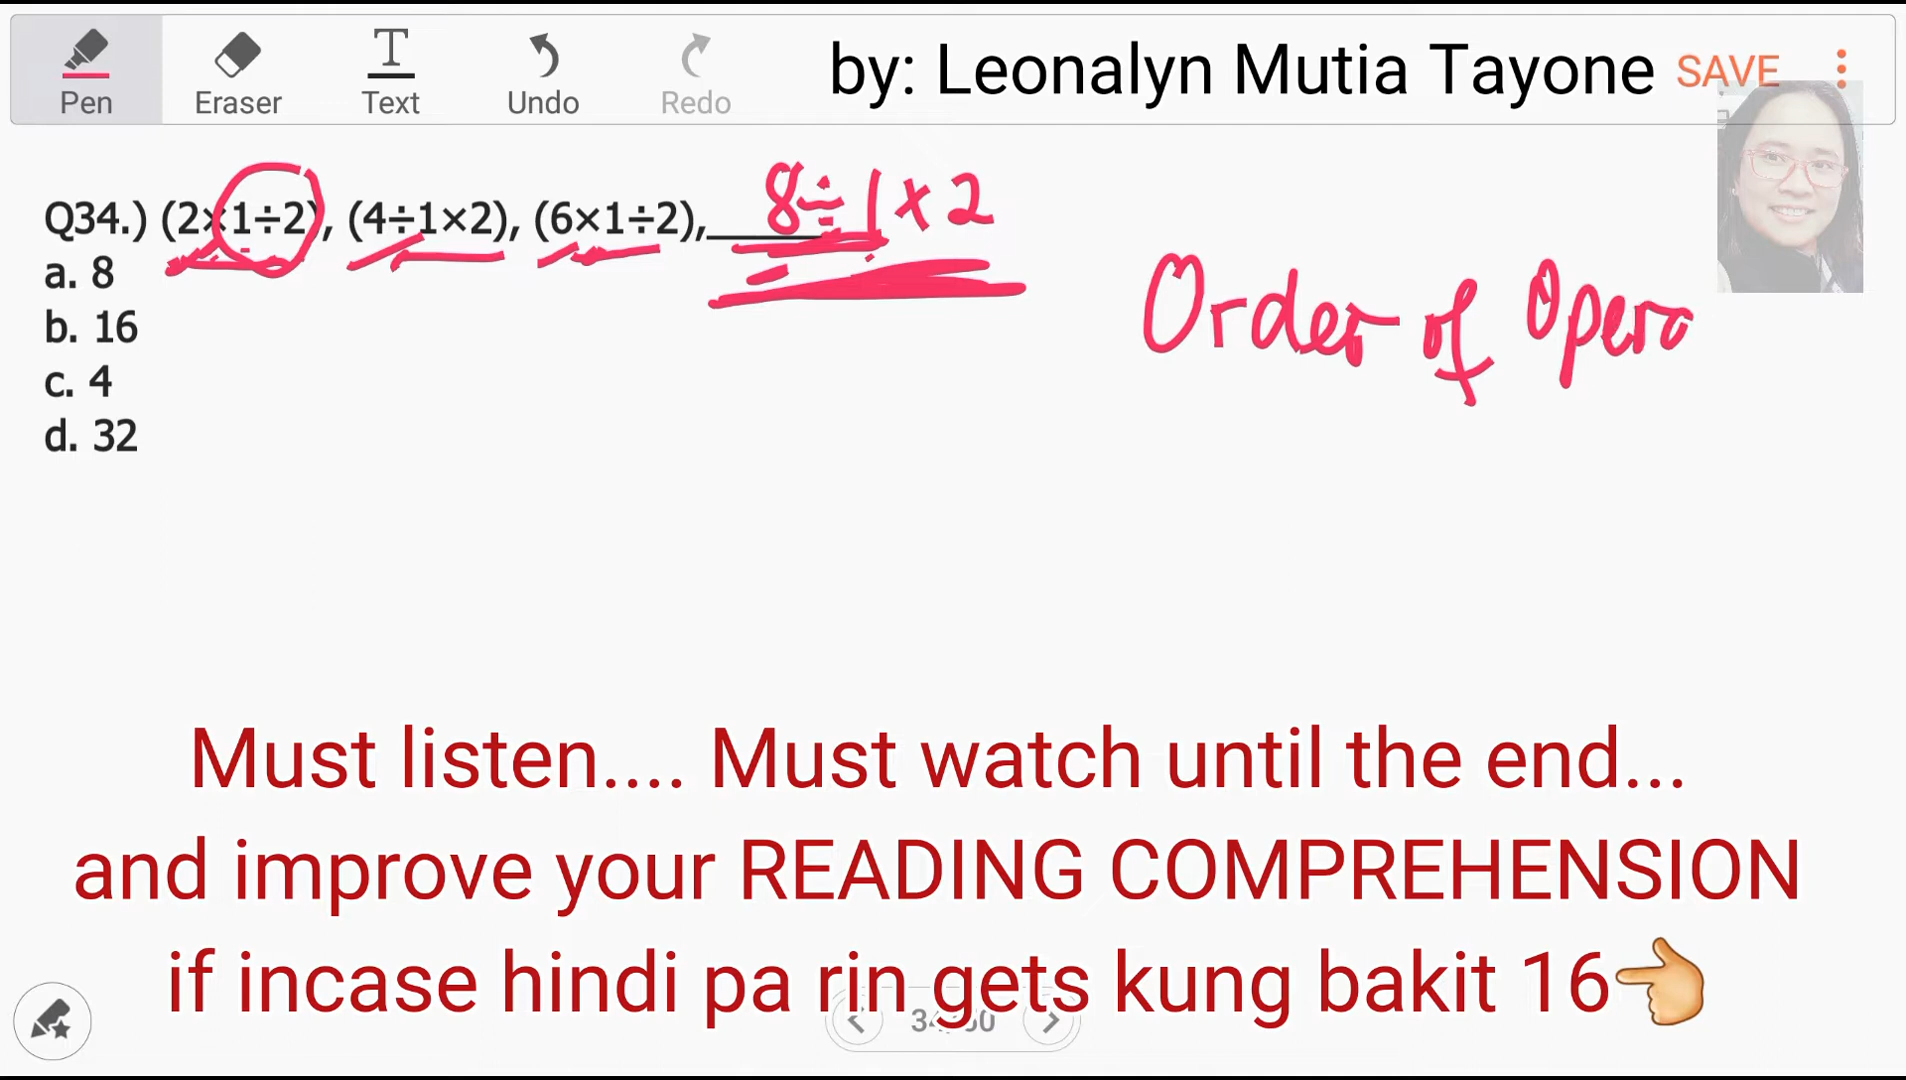 Pen
Eraser
Text
Undo
Redo
by: Leonalyn Mutia Tayone
SAVE
Q34.) (2×1÷2), (4÷1×2), (6×1÷2),______ 8÷1×2
a. 8
b. 16
c. 4
d. 32
Order of Opera
Must listen.... Must watch until the end...
and improve your READING COMPREHENSION
if incase hindi pa rin gets kung bakit 16